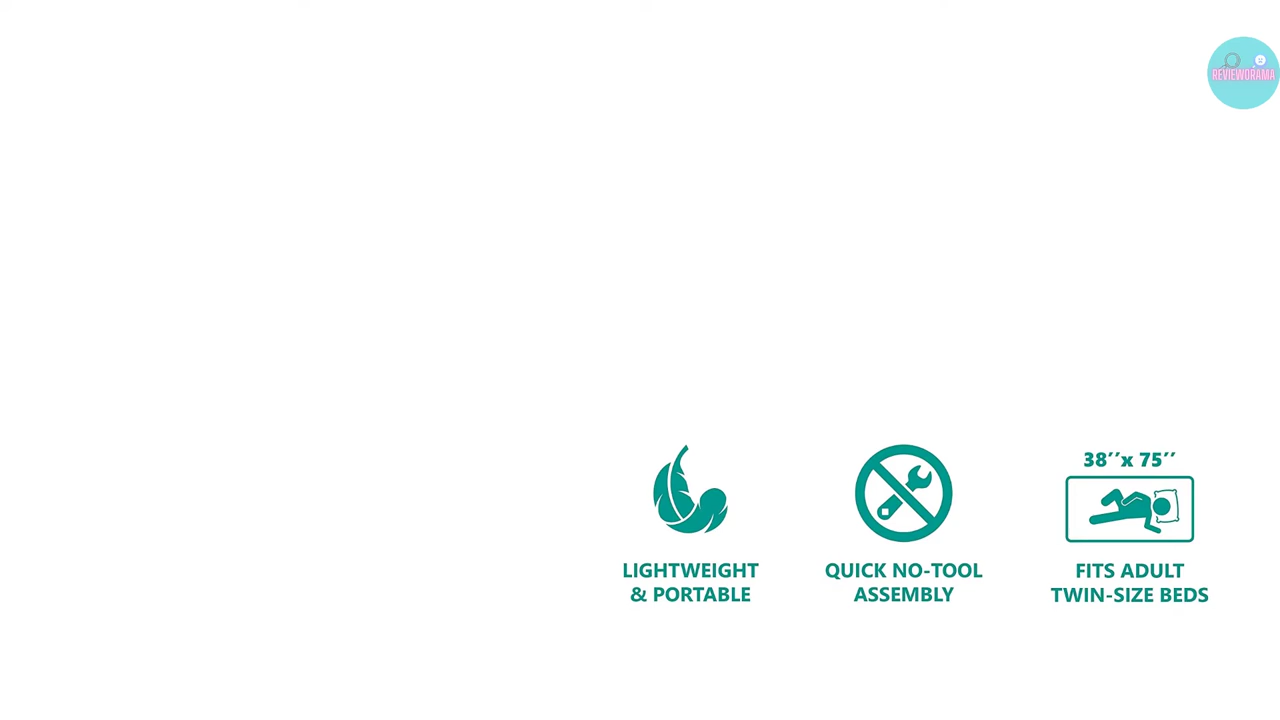 REVIEWORAMA
38’’x 75’’
LIGHTWEIGHT
& PORTABLE
QUICK NO-TOOL
ASSEMBLY
FITS ADULT
TWIN-SIZE BEDS